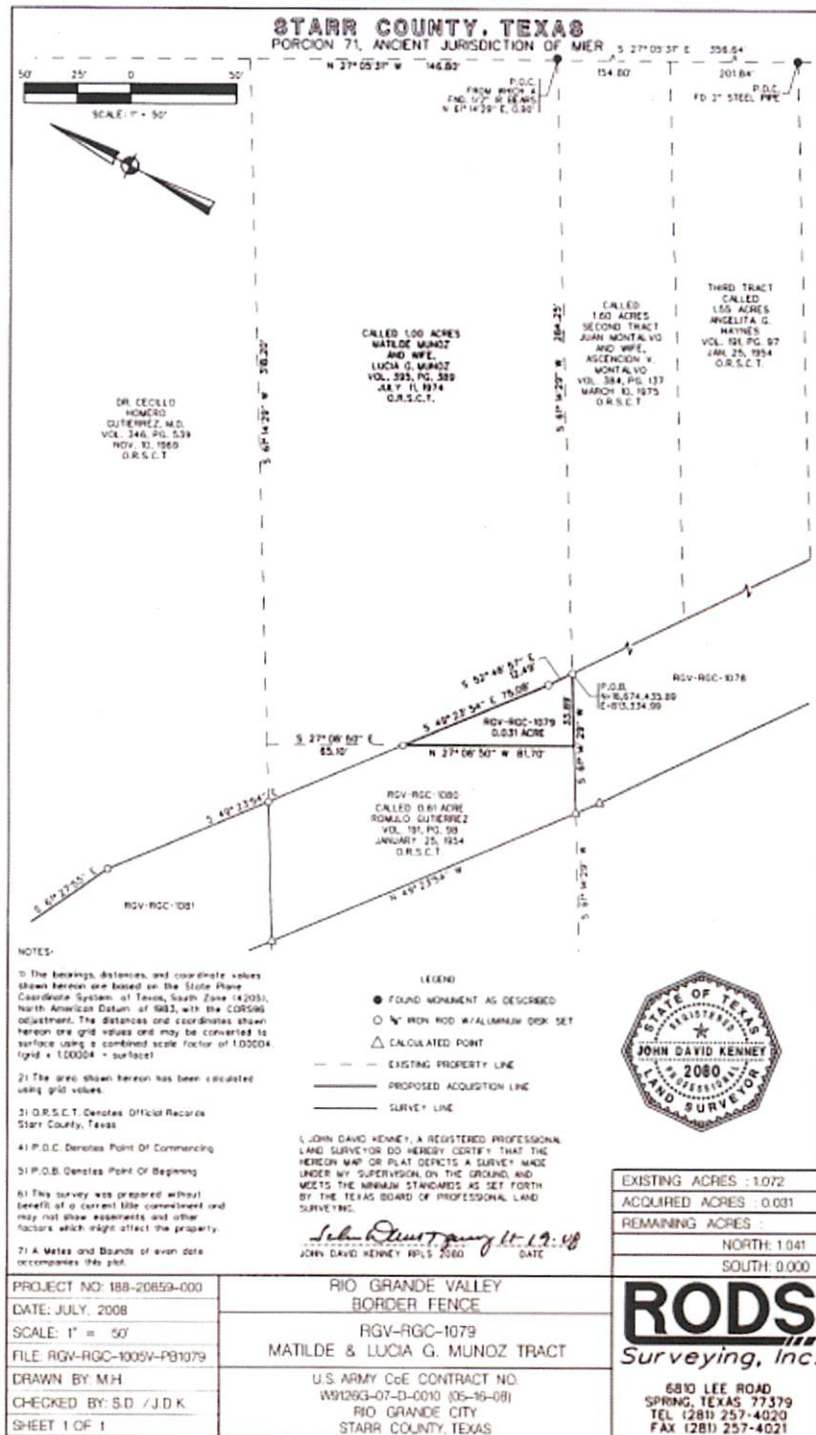 STARR COUNTY, TEXAS
PORCION 71, ANCIENT JURISDICTION OF MIER
50' 25' 0 50'
SCALE: 1" = 50'
N 27°05'31" W 146.80'
S 27°05'31" E 356.64'
154.80'
201.84'
P.O.C.
FROM WHICH A
FND. 1/2" IR BEARS
N 61°14'29" E, 0.90'
P.O.C.
FD 2" STEEL PIPE
DR. CECILLO
HOMERO
GUTIERREZ, M.D.
VOL. 346, PG. 539
NOV. 10, 1969
O.R.S.C.T.
S 61°14'29" W 318.20'
CALLED 1.00 ACRES
MATILDE MUNOZ
AND WIFE,
LUCIA G. MUNOZ
VOL. 395, PG. 389
JULY 11, 1974
O.R.S.C.T.
S 61°14'29" W 284.25'
CALLED
1.60 ACRES
SECOND TRACT
JUAN MONTALVO
AND WIFE,
ASCENCION V.
MONTALVO
VOL. 384, PG. 137
MARCH 10, 1975
O.R.S.C.T
THIRD TRACT
CALLED
1.55 ACRES
ANGELITA G.
HAYNES
VOL. 191, PG. 97
JAN. 25, 1954
O.R.S.C.T.
S 52°48'57" E
12.49'
S 49°23'54" E 75.08'
RGV-RGC-1079
0.031 ACRE
33.89'
S 61°14'29" W
P.O.B.
N=16,674,435.89
E=813,334.99
RGV-RGC-1078
S 27°08'50" E
65.10'
N 27°08'50" W 81.70'
S 49°23'54" E
RGV-RGC-1080
CALLED 0.81 ACRE
ROMULO GUTIERREZ
VOL. 191, PG. 98
JANUARY 25, 1954
O.R.S.C.T.
S 61°27'55" E
RGV-RGC-1081
N 49°23'54" W
S 61°14'29" W
NOTES:
1) The bearings, distances, and coordinate values
shown hereon are based on the State Plane
Coordinate System of Texas, South Zone (4205),
North American Datum of 1983, with the CORS96
adjustment. The distances and coordinates shown
hereon are grid values and may be converted to
surface using a combined scale factor of 1.00004.
(grid x 1.00004 = surface)
2) The area shown hereon has been calculated
using grid values.
3) O.R.S.C.T. Denotes Official Records
Starr County, Texas
4) P.O.C. Denotes Point Of Commencing
5) P.O.B. Denotes Point Of Beginning
6) This survey was prepared without
benefit of a current title commitment and
may not show easements and other
factors which might affect the property.
7) A Metes and Bounds of even date
accompanies this plat.
LEGEND
FOUND MONUMENT AS DESCRIBED
IRON ROD W/ALUMINUM DISK SET
CALCULATED POINT
EXISTING PROPERTY LINE
PROPOSED ACQUISITION LINE
SURVEY LINE
I, JOHN DAVID KENNEY, A REGISTERED PROFESSIONAL
LAND SURVEYOR DO HEREBY CERTIFY THAT THE
HEREON MAP OR PLAT DEPICTS A SURVEY MADE
UNDER MY SUPERVISION, ON THE GROUND, AND
MEETS THE MINIMUM STANDARDS AS SET FORTH
BY THE TEXAS BOARD OF PROFESSIONAL LAND
SURVEYING.
JOHN DAVID KENNEY RPLS 2080 DATE
STATE OF TEXAS
REGISTERED
JOHN DAVID KENNEY
2080
PROFESSIONAL
LAND SURVEYOR
EXISTING ACRES : 1.072
ACQUIRED ACRES : 0.031
REMAINING ACRES :
NORTH: 1.041
SOUTH: 0.000
PROJECT NO: 188-20859-000
DATE: JULY, 2008
SCALE: 1" = 50'
FILE: RGV-RGC-1005V-PB1079
DRAWN BY: M.H
CHECKED BY: S.D. / J D K
SHEET 1 OF 1
RIO GRANDE VALLEY
BORDER FENCE
RGV-RGC-1079
MATILDE & LUCIA G. MUNOZ TRACT
U.S. ARMY CoE CONTRACT NO.
W9126G-07-D-0010 (05-16-08)
RIO GRANDE CITY
STARR COUNTY, TEXAS
RODS
Surveying, Inc.
6810 LEE ROAD
SPRING, TEXAS 77379
TEL (281) 257-4020
FAX (281) 257-4021